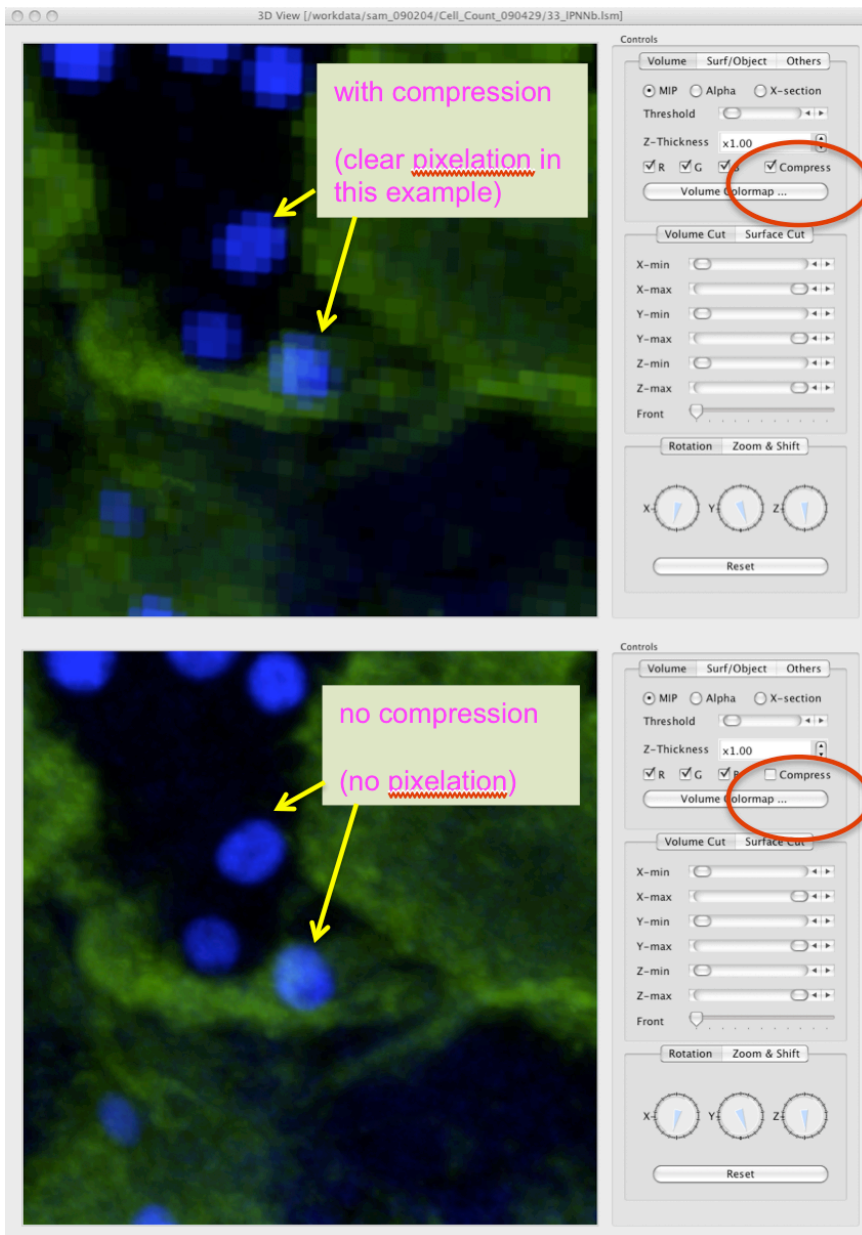 3D View [/workdata/sam_090204/Cell_Count_090429/33_lPNNb.lsm]
with compression
(clear pixelation in
this example)
Controls
Volume Surf/Object Others
MIP Alpha X-section
Threshold
Z-Thickness x1.00
R G B Compress
Volume Colormap ...
Volume Cut Surface Cut
X-min
X-max
Y-min
Y-max
Z-min
Z-max
Front
Rotation Zoom & Shift
X Y Z
Reset
no compression
(no pixelation)
Controls
Volume Surf/Object Others
MIP Alpha X-section
Threshold
Z-Thickness x1.00
R G B Compress
Volume Colormap ...
Volume Cut Surface Cut
X-min
X-max
Y-min
Y-max
Z-min
Z-max
Front
Rotation Zoom & Shift
X Y Z
Reset